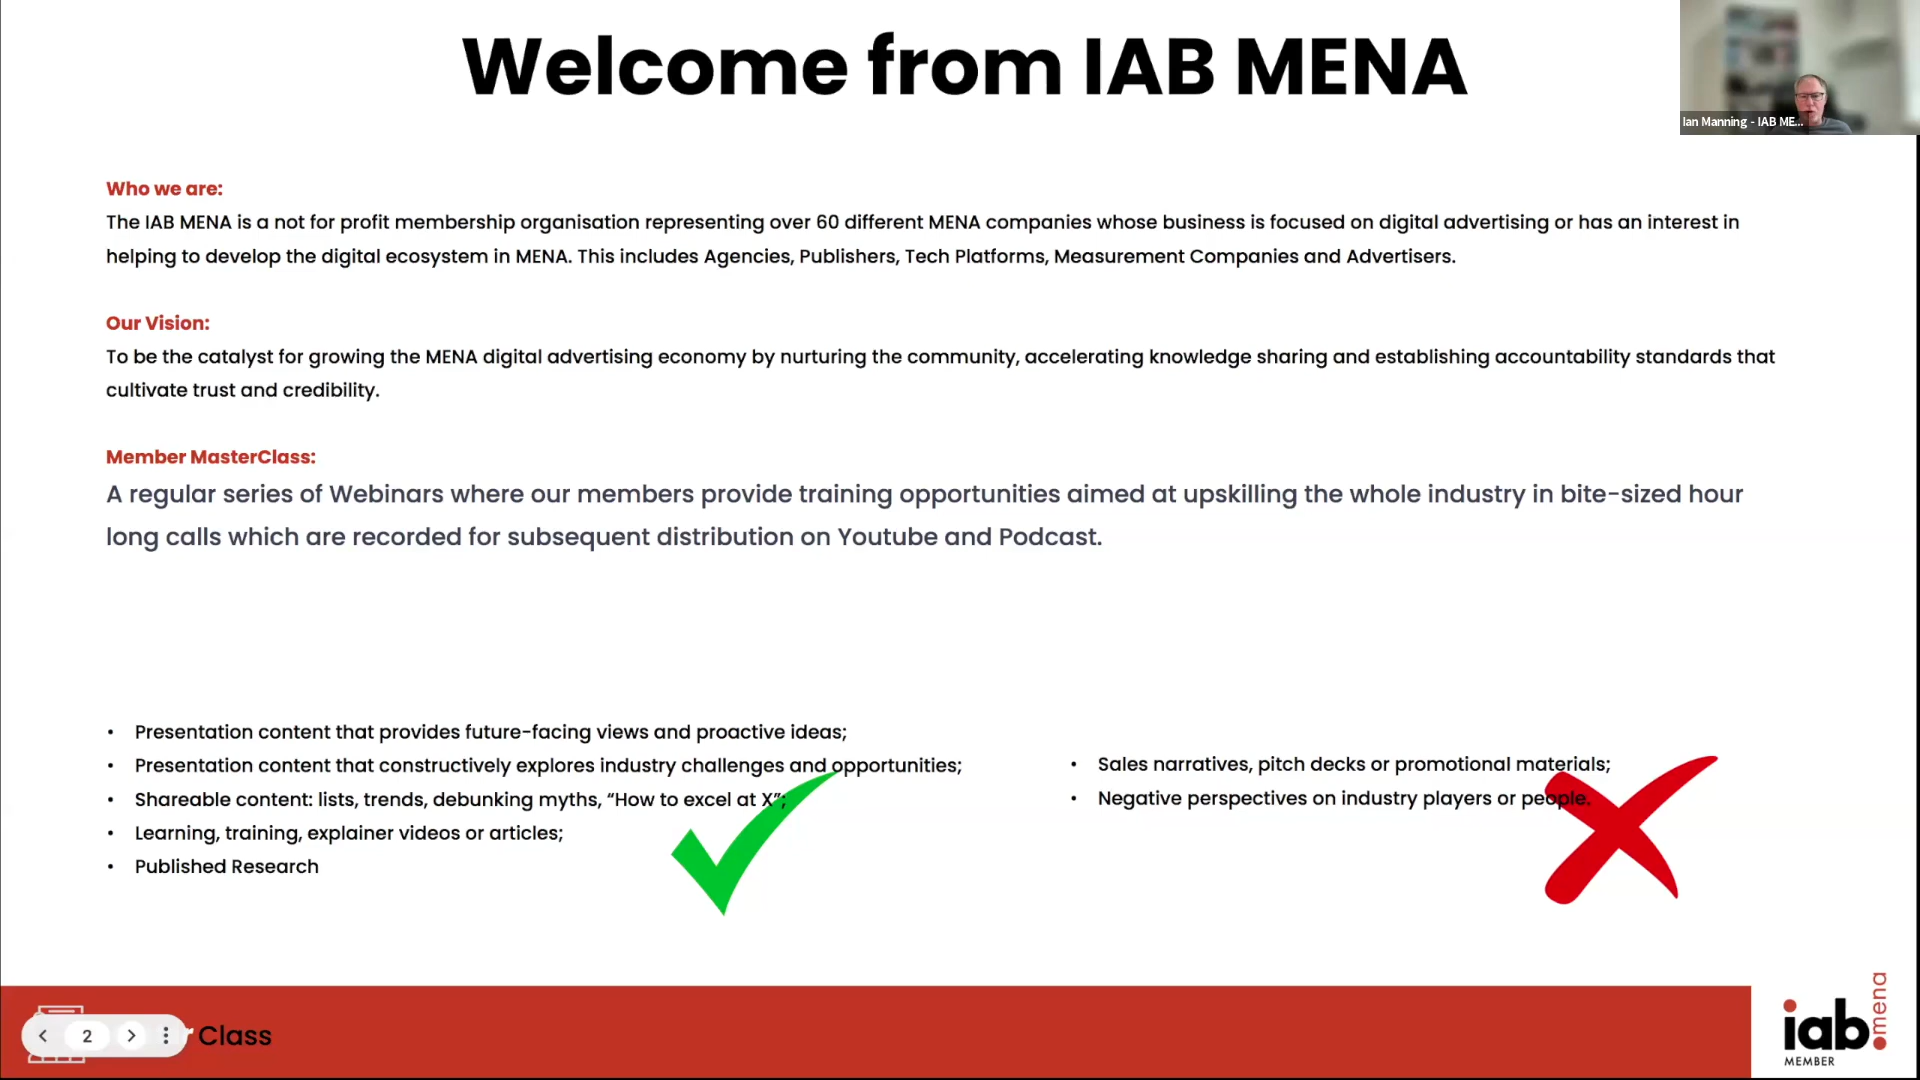 Welcome from IAB MENA
Ian Manning - IAB ME...
Who we are:
The IAB MENA is a not for profit membership organisation representing over 60 different MENA companies whose business is focused on digital advertising or has an interest in
helping to develop the digital ecosystem in MENA. This includes Agencies, Publishers, Tech Platforms, Measurement Companies and Advertisers.
Our Vision:
To be the catalyst for growing the MENA digital advertising economy by nurturing the community, accelerating knowledge sharing and establishing accountability standards that
cultivate trust and credibility.
Member MasterClass:
A regular series of Webinars where our members provide training opportunities aimed at upskilling the whole industry in bite-sized hour
long calls which are recorded for subsequent distribution on Youtube and Podcast.
• Presentation content that provides future-facing views and proactive ideas;
• Presentation content that constructively explores industry challenges and opportunities;
• Shareable content: lists, trends, debunking myths, “How to excel at X”;
• Learning, training, explainer videos or articles;
• Published Research
• Sales narratives, pitch decks or promotional materials;
• Negative perspectives on industry players or people.
2
Class
iab mena
MEMBER